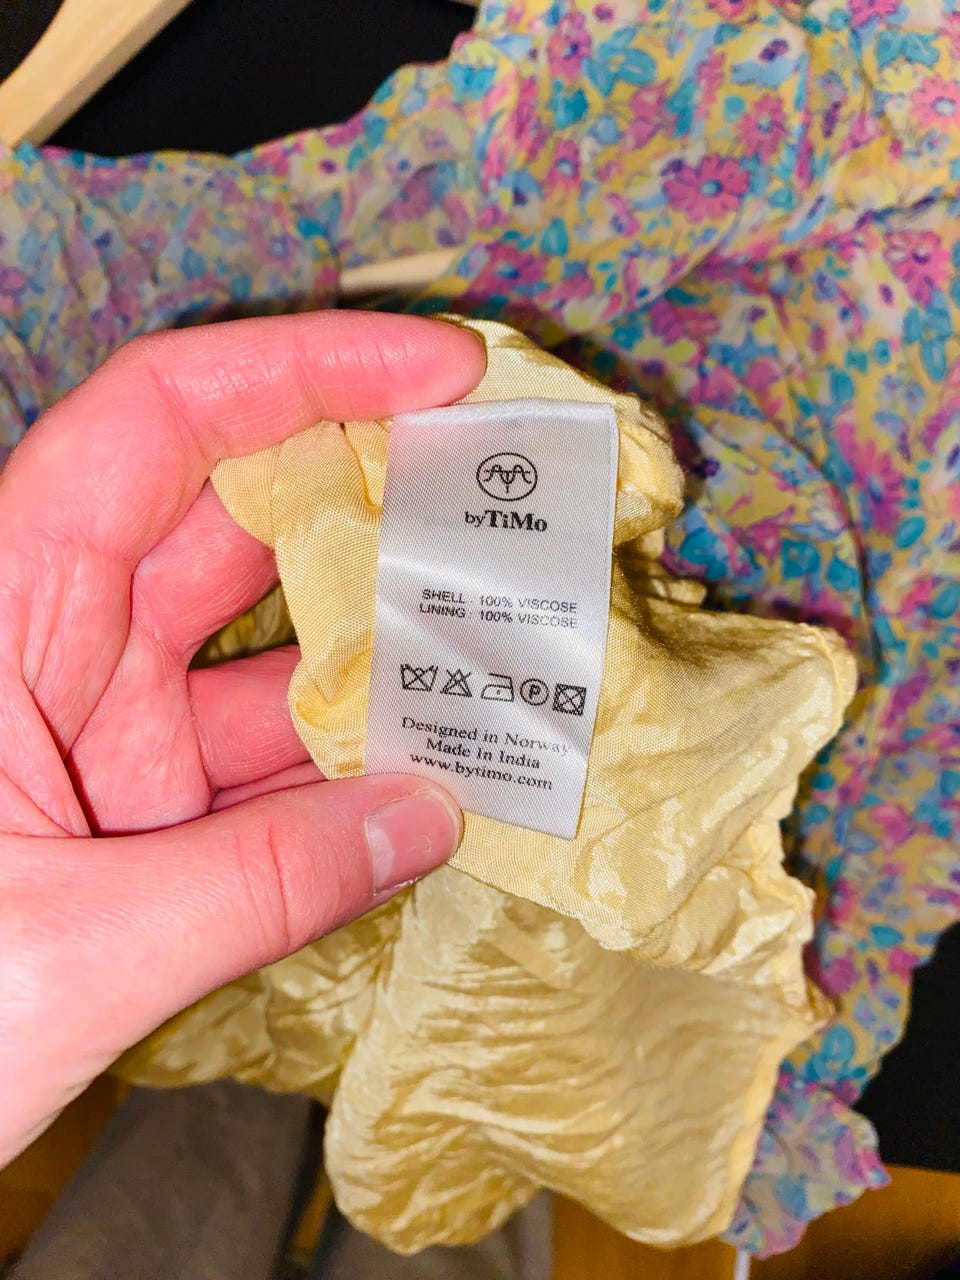 byTiMo
SHELL : 100% VISCOSE
LINING : 100% VISCOSE
P
Designed in Norway
Made In India
www.bytimo.com